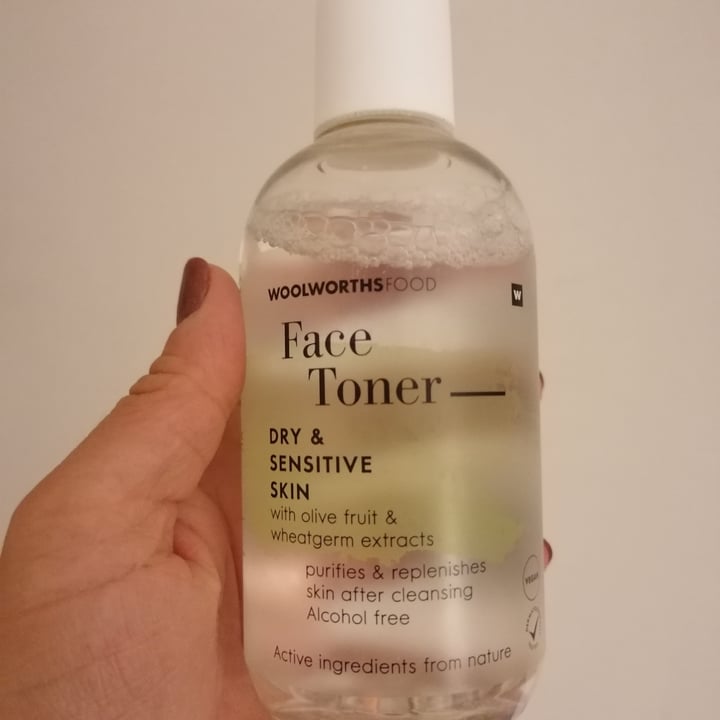 WOOLWORTHSFOOD
W
Face
Toner —
DRY &
SENSITIVE
SKIN
with olive fruit &
wheatgerm extracts
purifies & replenishes
skin after cleansing
Alcohol free
VEGAN
Active ingredients from nature